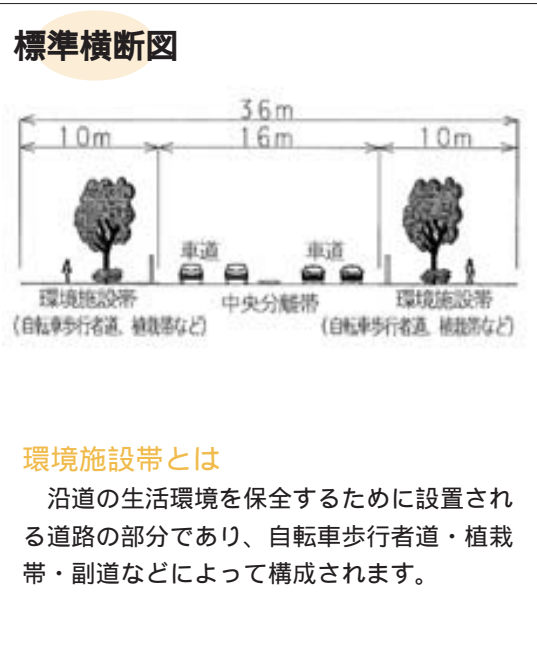 標準横断図
36m
10m 16m 10m
車道 車道
環境施設帯 中央分離帯 環境施設帯
(自転車歩行者道、植栽帯など) (自転車歩行者道、植栽帯など)
環境施設帯とは
沿道の生活環境を保全するために設置され
る道路の部分であり、自転車歩行者道・植栽
帯・副道などによって構成されます。